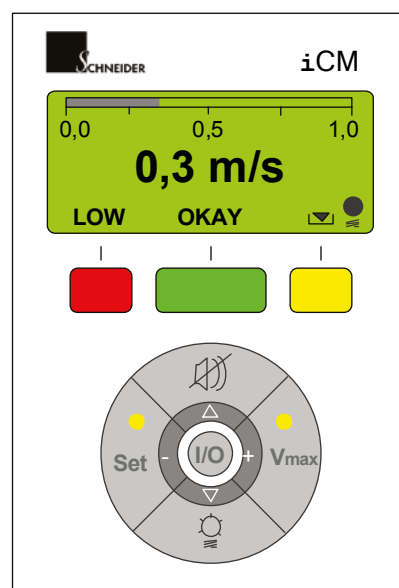 SCHNEIDER
iCM
0,0 0,5 1,0
0,3 m/s
LOW OKAY
Set - I/O + Vmax